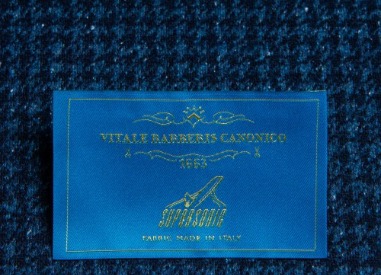 VITALE BARBERIS CANONICO
1663
SUPERSONIC
FABRIC MADE IN ITALY